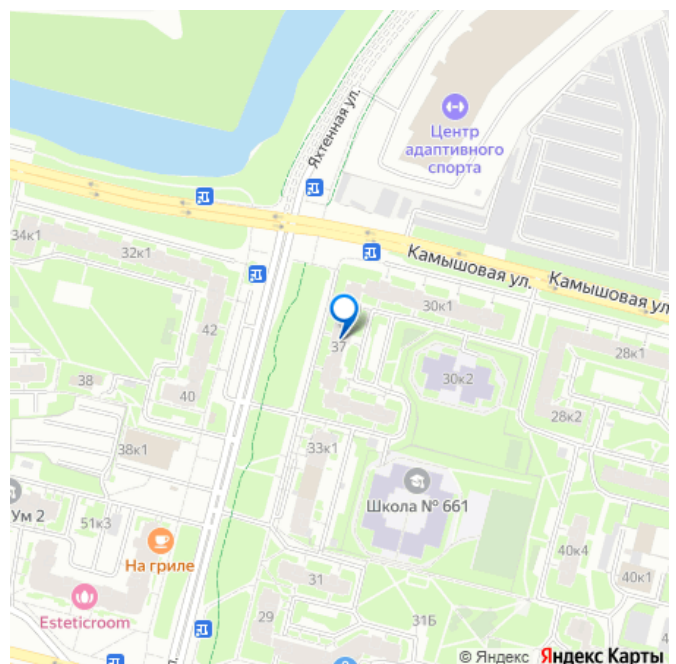 Яхтенная ул.
Центр
адаптивного
спорта
34к1
32к1
Камышовая ул.
Камышовая ул
42
30к1
37
28к1
38
40
30к2
28к2
38к1
33к1
Школа № 661
Ум 2
51к3
На гриле
40к4
31
40к1
Esteticroom
29
31Б
4
л.
© Яндекс Яндекс Карты